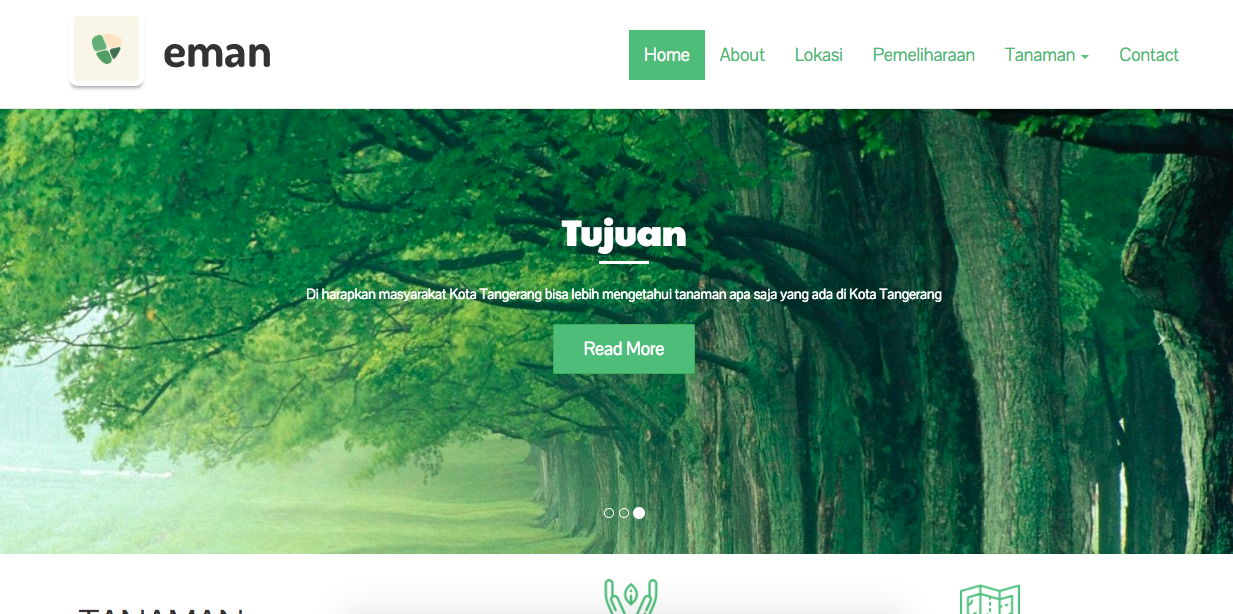 eman
Home About Lokasi Pemeliharaan Tanaman Contact
Tujuan
Di harapkan masyarakat Kota Tangerang bisa lebih mengetahui tanaman apa saja yang ada di Kota Tangerang
Read More
TANAMAN